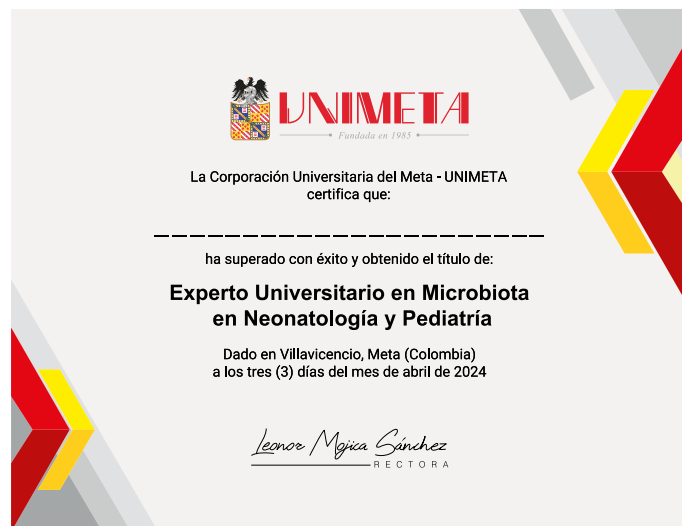 UNIMETA
Fundada en 1985
La Corporación Universitaria del Meta - UNIMETA
certifica que:
ha superado con éxito y obtenido el título de:
Experto Universitario en Microbiota
en Neonatología y Pediatría
Dado en Villavicencio, Meta (Colombia)
a los tres (3) días del mes de abril de 2024
Leonor Mojica Sánchez
RECTORA